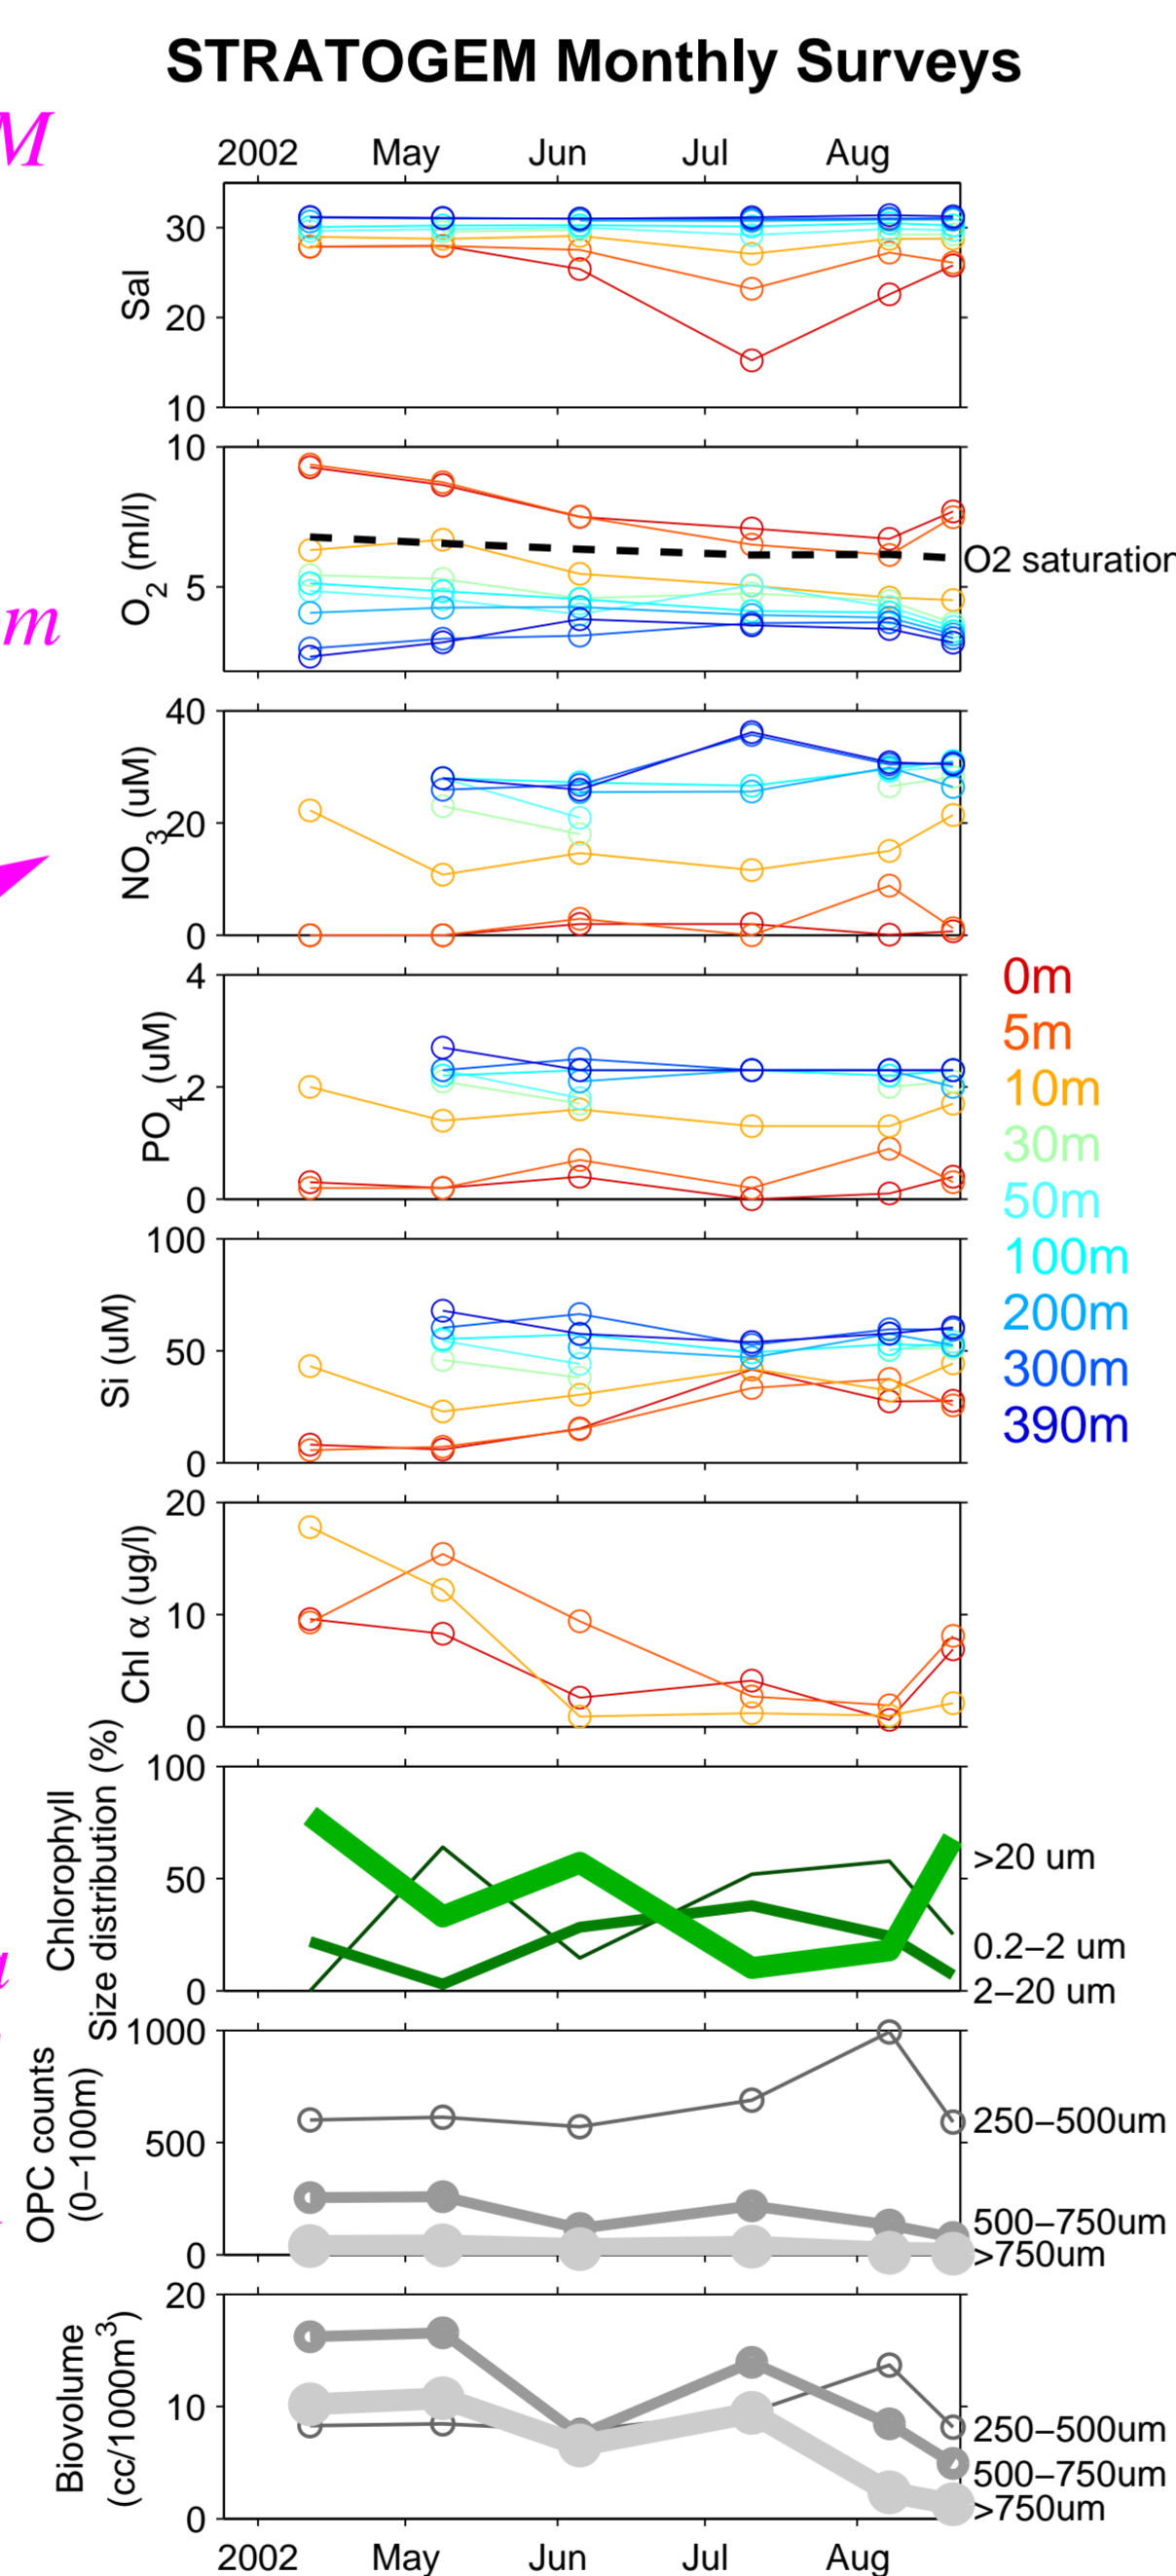 STRATOGEM Monthly Surveys
M
2002 May Jun Jul Aug
30
20
10
Sal
10
5
O2 (ml/l)
O2 saturation
m
40
20
0
NO3 (uM)
4
2
0
PO4 (uM)
0m
5m
10m
30m
50m
100m
200m
300m
390m
100
50
0
Si (uM)
20
10
0
Chl α (ug/l)
100
50
0
Chlorophyll
Size distribution (%)
>20 um
0.2–2 um
2–20 um
a
1000
500
0
OPC counts
(0–100m)
250–500um
500–750um
>750um
20
10
0
Biovolume
(cc/1000m3)
250–500um
500–750um
>750um
2002 May Jun Jul Aug